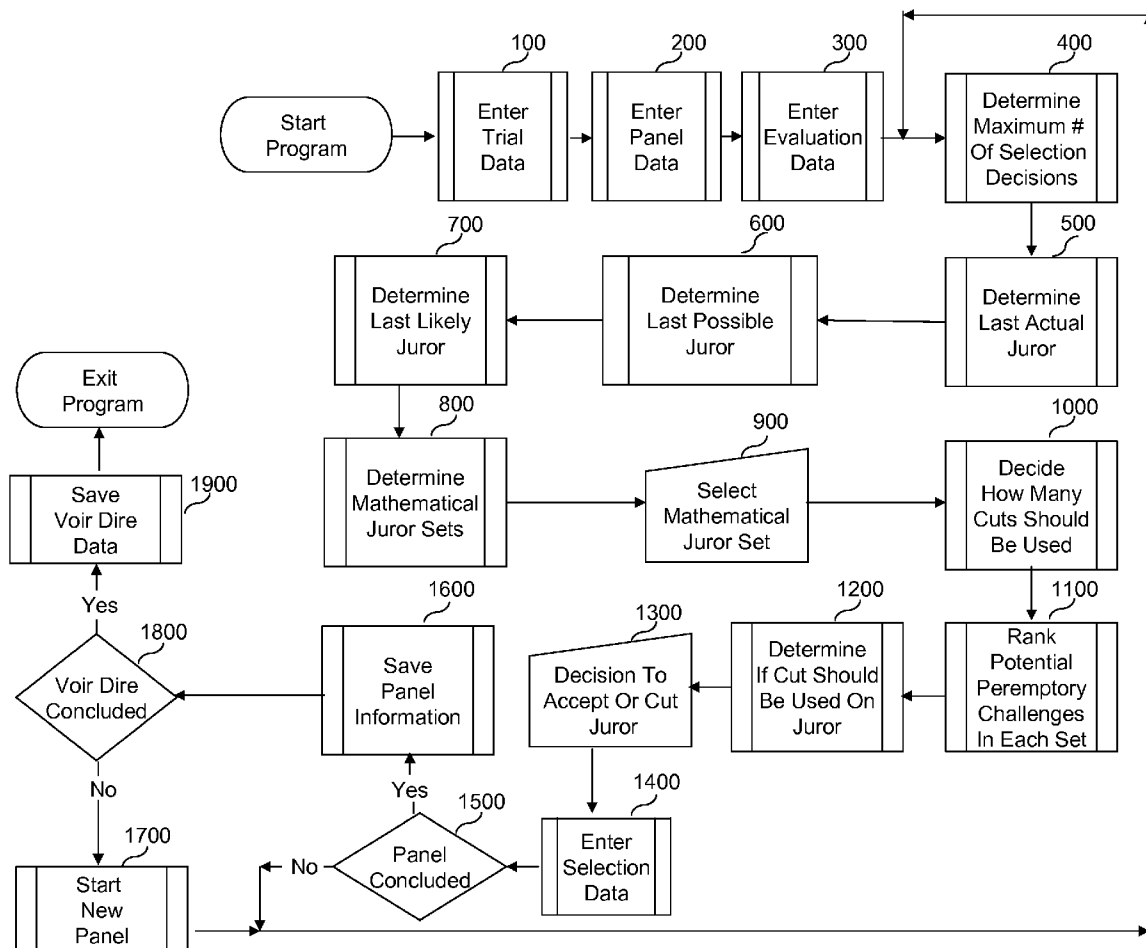 100
200
300
400
Start
Program
Enter
Trial
Data
Enter
Panel
Data
Enter
Evaluation
Data
Determine
Maximum #
Of Selection
Decisions
700
600
500
Determine
Last Likely
Juror
Determine
Last Possible
Juror
Determine
Last Actual
Juror
Exit
Program
800
900
1000
Determine
Mathematical
Juror Sets
Select
Mathematical
Juror Set
Decide
How Many
Cuts Should
Be Used
Save
Voir Dire
Data
1900
Yes
1600
1300
1200
1100
1800
Voir Dire
Concluded
Save
Panel
Information
Decision To
Accept Or Cut
Juror
Determine
If Cut Should
Be Used On
Juror
Rank
Potential
Peremptory
Challenges
In Each Set
No
Yes
1500
1400
1700
Start
New
Panel
No
Panel
Concluded
Enter
Selection
Data